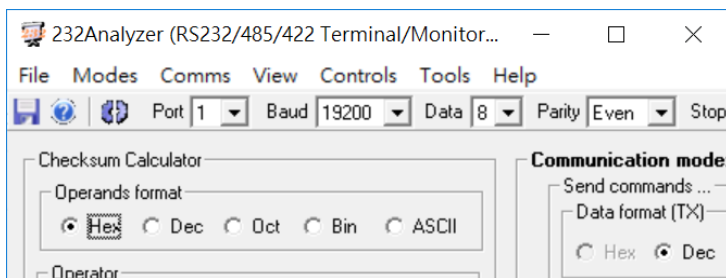 232Analyzer (RS232/485/422 Terminal/Monitor...
File Modes Comms View Controls Tools Help
Port 1 Baud 19200 Data 8 Parity Even Stop
Checksum Calculator
Operands format
Hex Dec Oct Bin ASCII
Operator
Communication mode
Send commands ...
Data format (TX)
Hex Dec